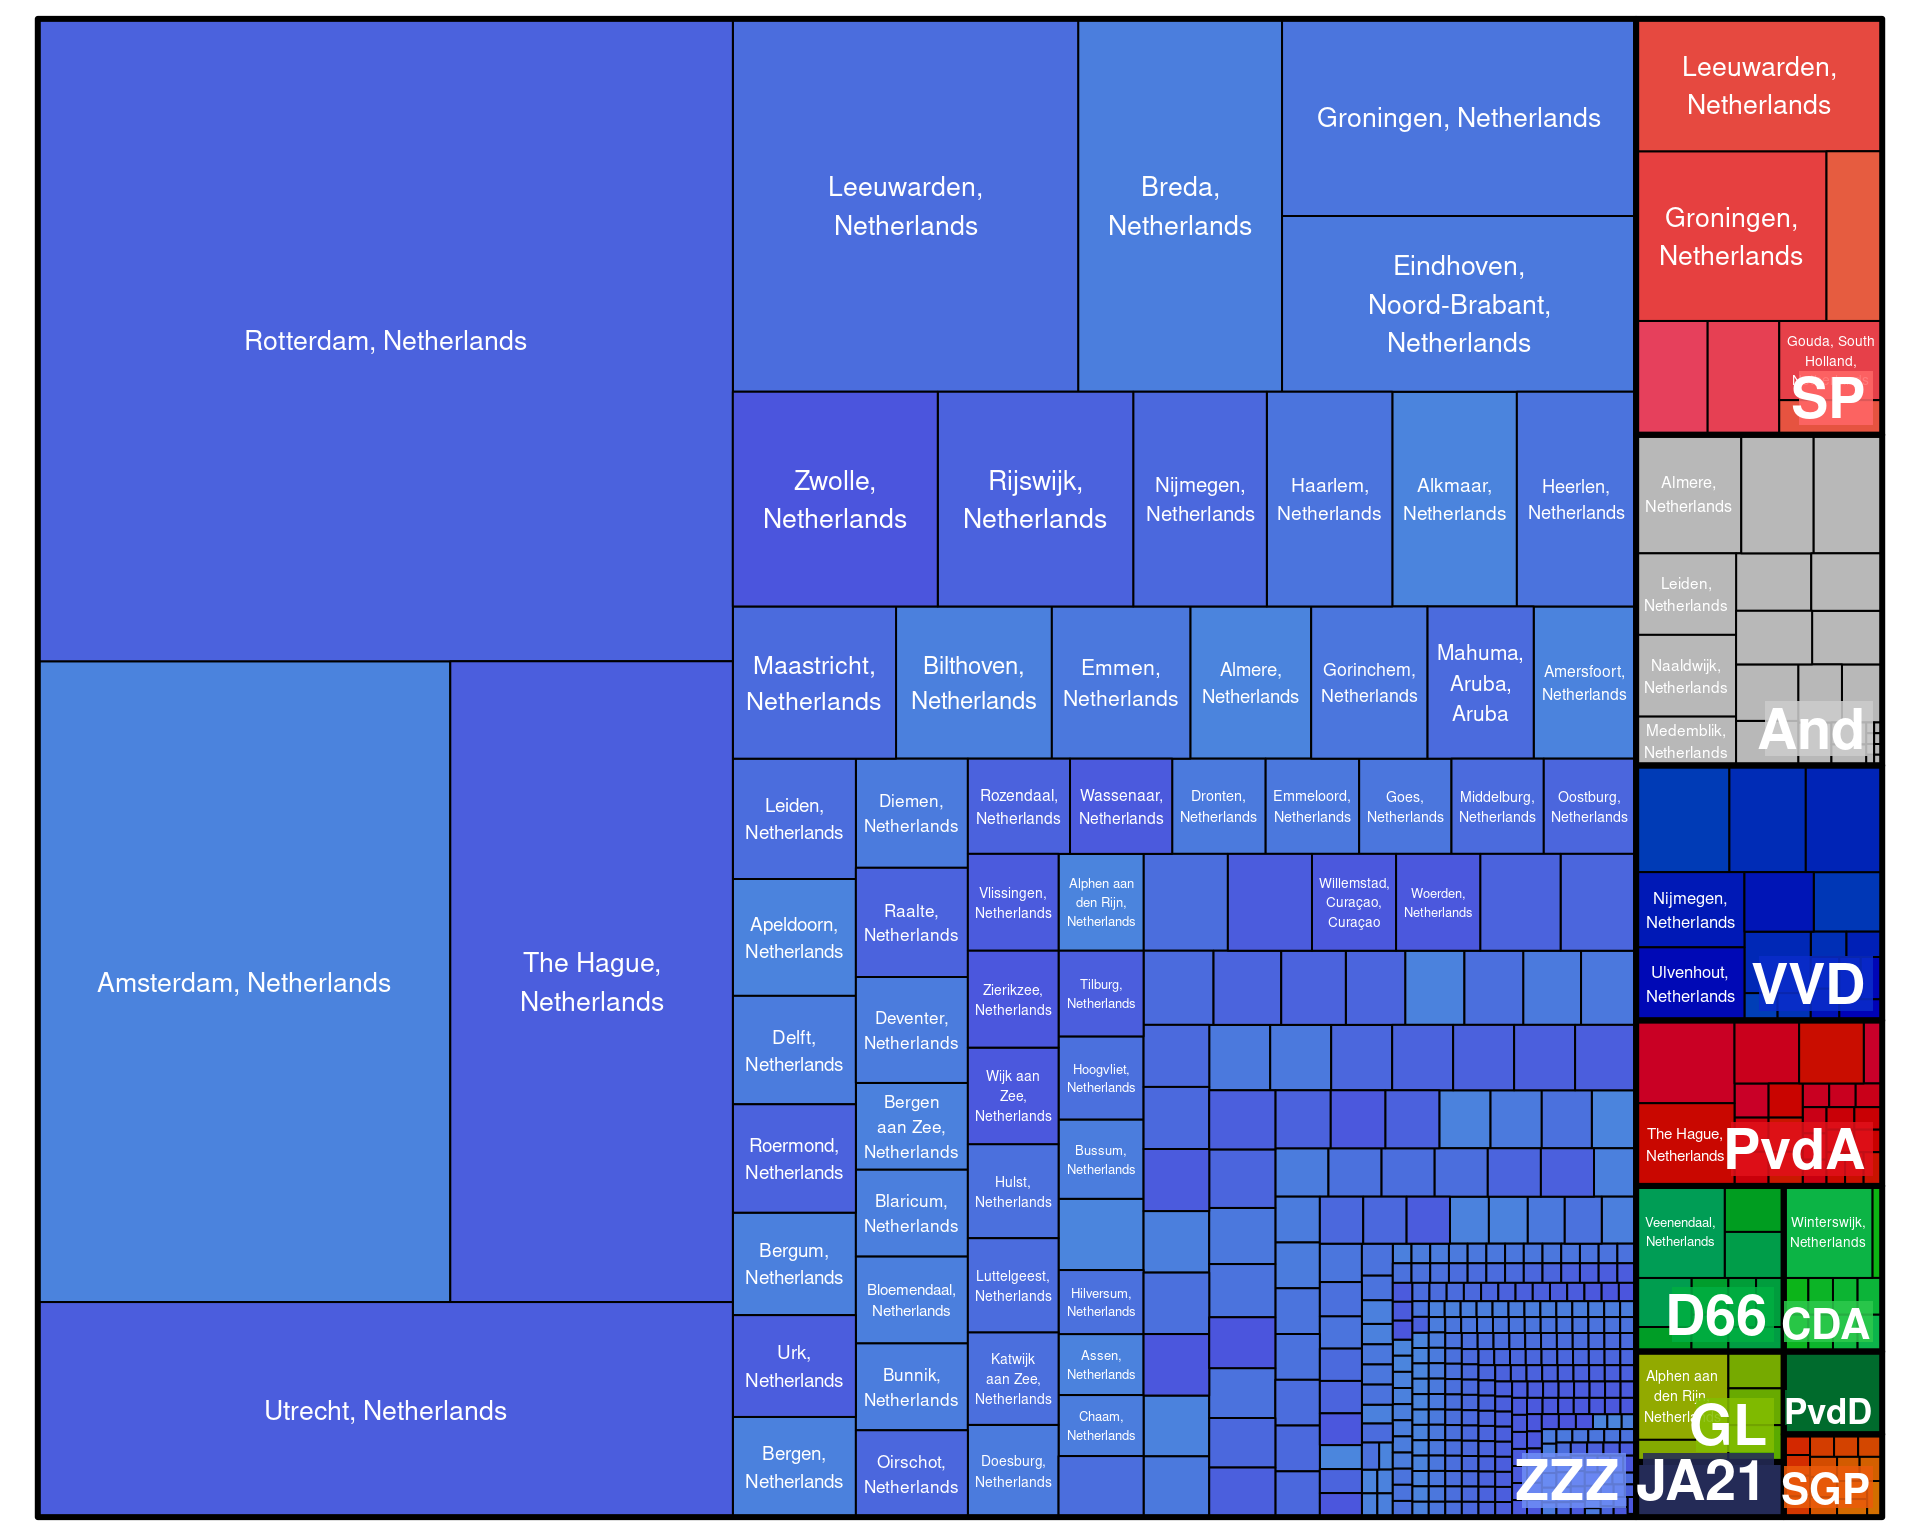 Rotterdam, Netherlands
Amsterdam, Netherlands
The Hague,
Netherlands
Utrecht, Netherlands
Leeuwarden,
Netherlands
Breda,
Netherlands
Groningen, Netherlands
Eindhoven,
Noord-Brabant,
Netherlands
Zwolle,
Netherlands
Rijswijk,
Netherlands
Nijmegen,
Netherlands
Haarlem,
Netherlands
Alkmaar,
Netherlands
Heerlen,
Netherlands
Maastricht,
Netherlands
Bilthoven,
Netherlands
Emmen,
Netherlands
Almere,
Netherlands
Gorinchem,
Netherlands
Mahuma,
Aruba,
Aruba
Amersfoort,
Netherlands
Leiden,
Netherlands
Apeldoorn,
Netherlands
Delft,
Netherlands
Roermond,
Netherlands
Bergum,
Netherlands
Urk,
Netherlands
Bergen,
Netherlands
Diemen,
Netherlands
Raalte,
Netherlands
Deventer,
Netherlands
Bergen
aan Zee,
Netherlands
Blaricum,
Netherlands
Bloemendaal,
Netherlands
Bunnik,
Netherlands
Oirschot,
Netherlands
Rozendaal,
Netherlands
Wassenaar,
Netherlands
Dronten,
Netherlands
Emmeloord,
Netherlands
Goes,
Netherlands
Middelburg,
Netherlands
Oostburg,
Netherlands
Vlissingen,
Netherlands
Zierikzee,
Netherlands
Wijk aan
Zee,
Netherlands
Hulst,
Netherlands
Luttelgeest,
Netherlands
Katwijk
aan Zee,
Netherlands
Doesburg,
Netherlands
Alphen aan
den Rijn,
Netherlands
Tilburg,
Netherlands
Hoogvliet,
Netherlands
Bussum,
Netherlands
Hilversum,
Netherlands
Assen,
Netherlands
Chaam,
Netherlands
Willemstad,
Curaçao,
Curaçao
Woerden,
Netherlands
ZZZ
Leeuwarden,
Netherlands
Groningen,
Netherlands
Gouda, South
Holland,
SP
Almere,
Netherlands
Leiden,
Netherlands
Naaldwijk,
Netherlands
Medemblik,
Netherlands
And
Nijmegen,
Netherlands
Ulvenhout,
Netherlands
VVD
The Hague,
Netherlands
PvdA
Veenendaal,
Netherlands
D66
Winterswijk,
Netherlands
CDA
Alphen aan
den Rijn
GL
PvdD
JA21
SGP